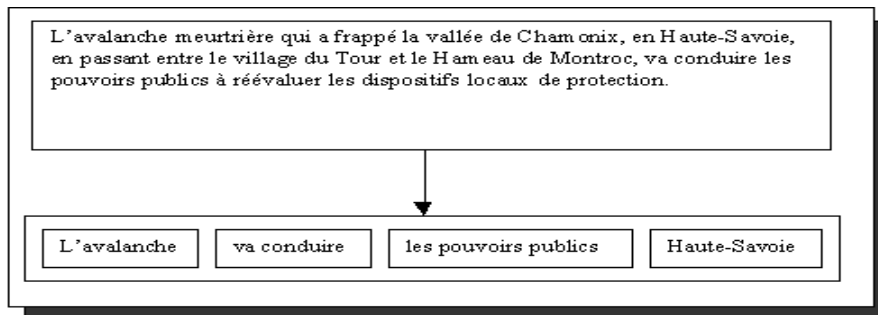 L'avalanche meurtrière qui a frappé la vallée de Chamonix, en Haute-Savoie,
en passant entre le village du Tour et le Hameau de Montroc, va conduire les
pouvoirs publics à réévaluer les dispositifs locaux de protection.
L'avalanche va conduire les pouvoirs publics Haute-Savoie